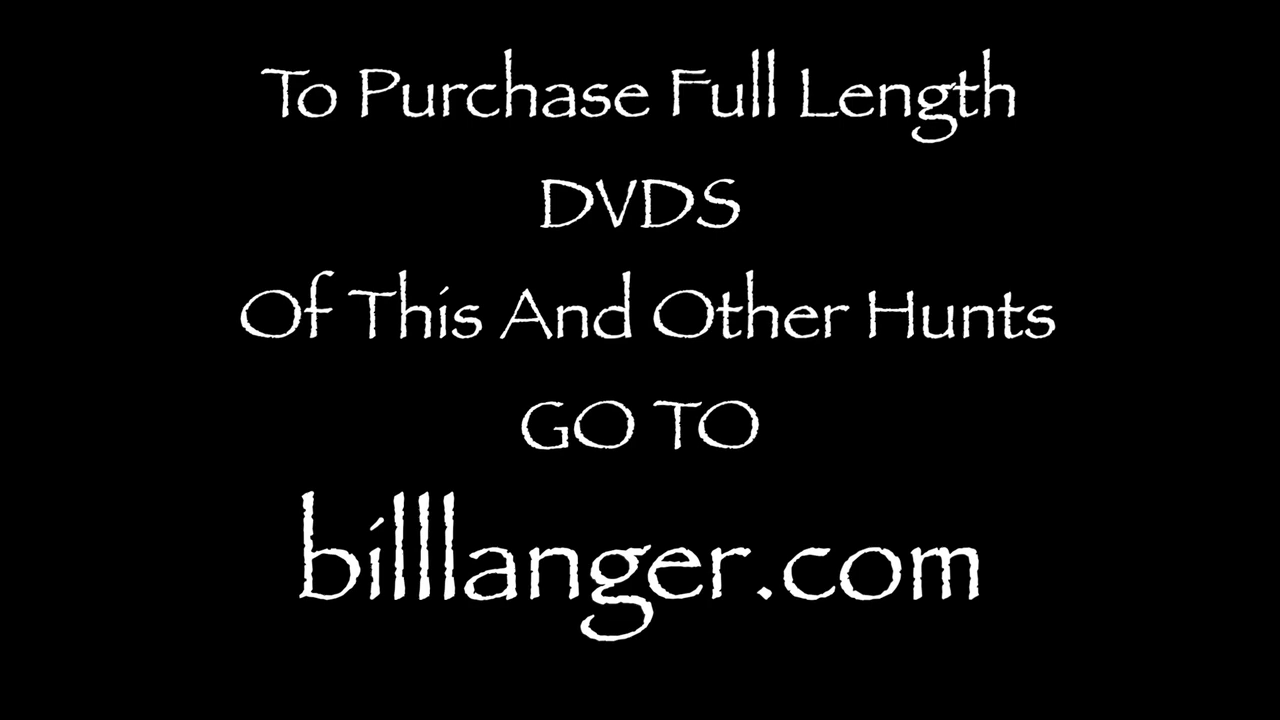 To Purchase Full Length
DVDS
Of This And Other Hunts
GO TO
billlanger.com